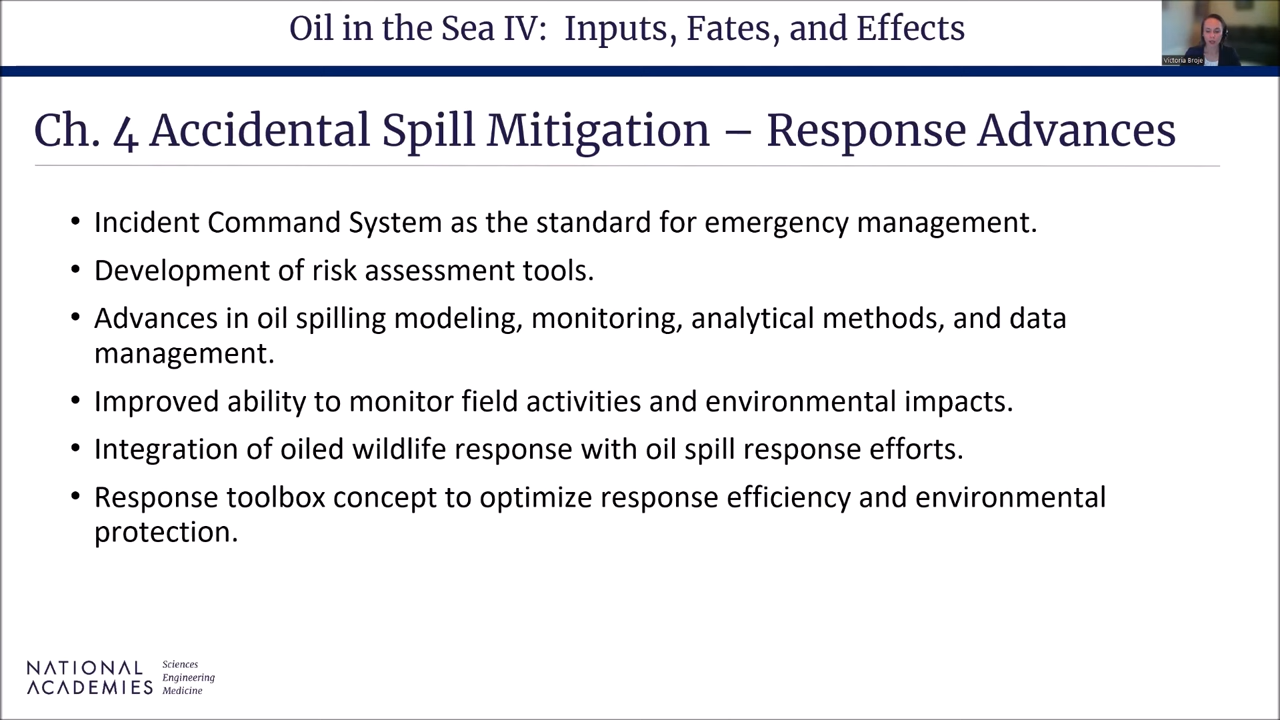 Oil in the Sea IV: Inputs, Fates, and Effects
Victoria Broje
Ch. 4 Accidental Spill Mitigation – Response Advances
• Incident Command System as the standard for emergency management.
• Development of risk assessment tools.
• Advances in oil spilling modeling, monitoring, analytical methods, and data
management.
• Improved ability to monitor field activities and environmental impacts.
• Integration of oiled wildlife response with oil spill response efforts.
• Response toolbox concept to optimize response efficiency and environmental
protection.
NATIONAL
ACADEMIES
Sciences
Engineering
Medicine